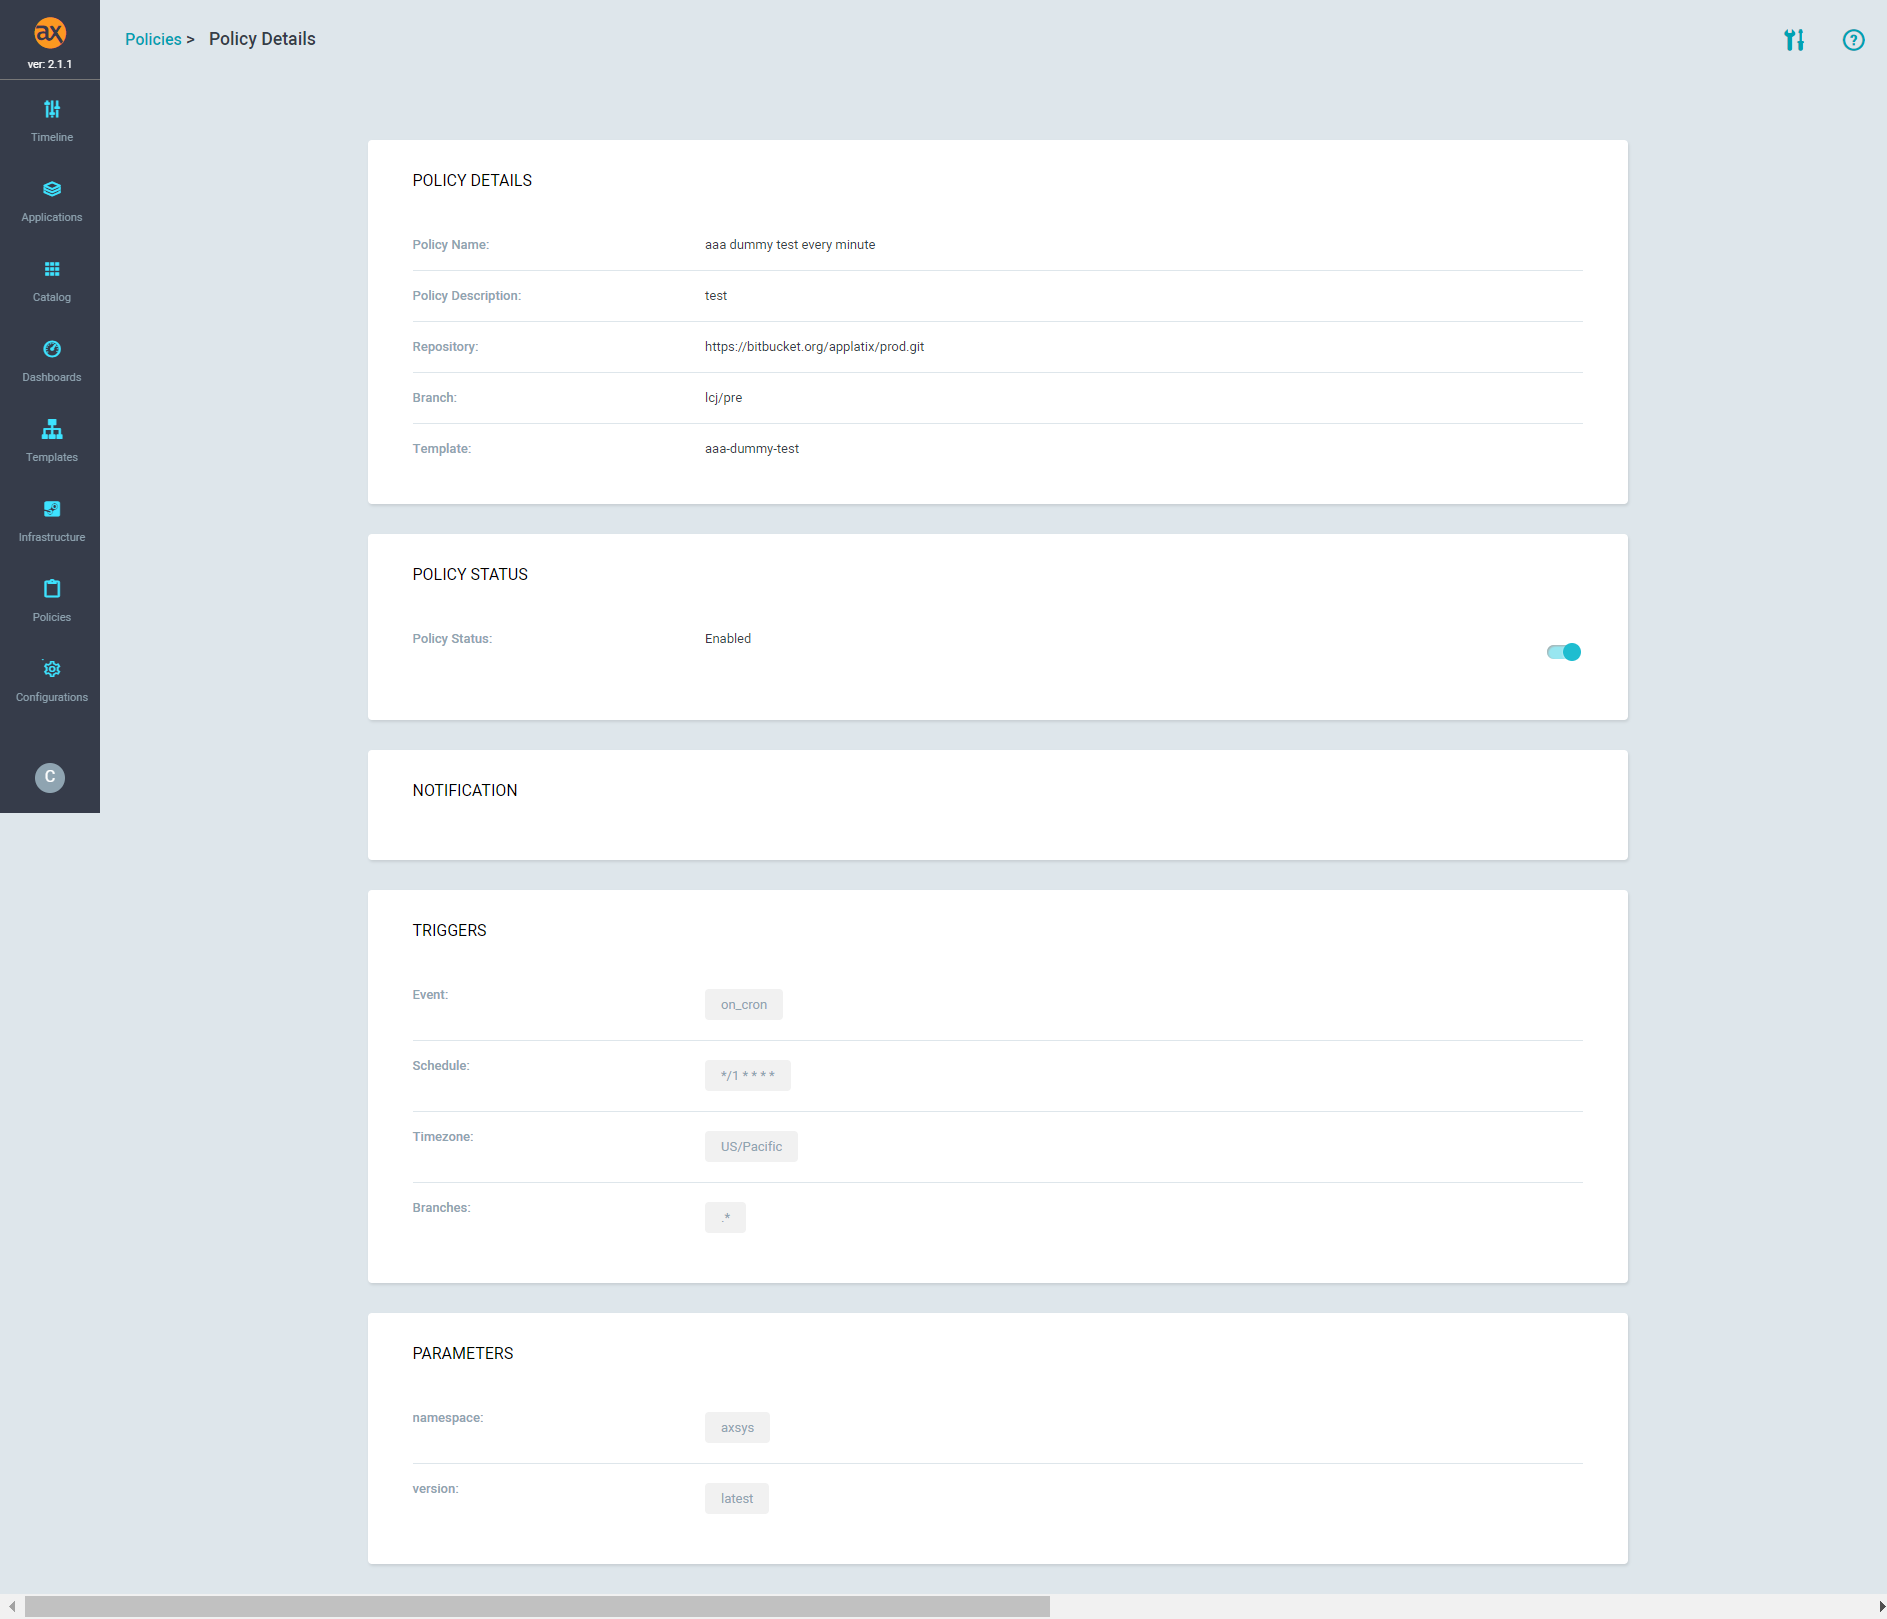 ax
ver: 2.1.1
Timeline
Applications
Catalog
Dashboards
Templates
Infrastructure
Policies
Configurations
C
Policies > Policy Details
?
POLICY DETAILS
Policy Name: aaa dummy test every minute
Policy Description: test
Repository: https://bitbucket.org/applatix/prod.git
Branch: lcj/pre
Template: aaa-dummy-test
POLICY STATUS
Policy Status: Enabled
NOTIFICATION
TRIGGERS
Event: on_cron
Schedule: */1 * * * *
Timezone: US/Pacific
Branches: .*
PARAMETERS
namespace: axsys
version: latest